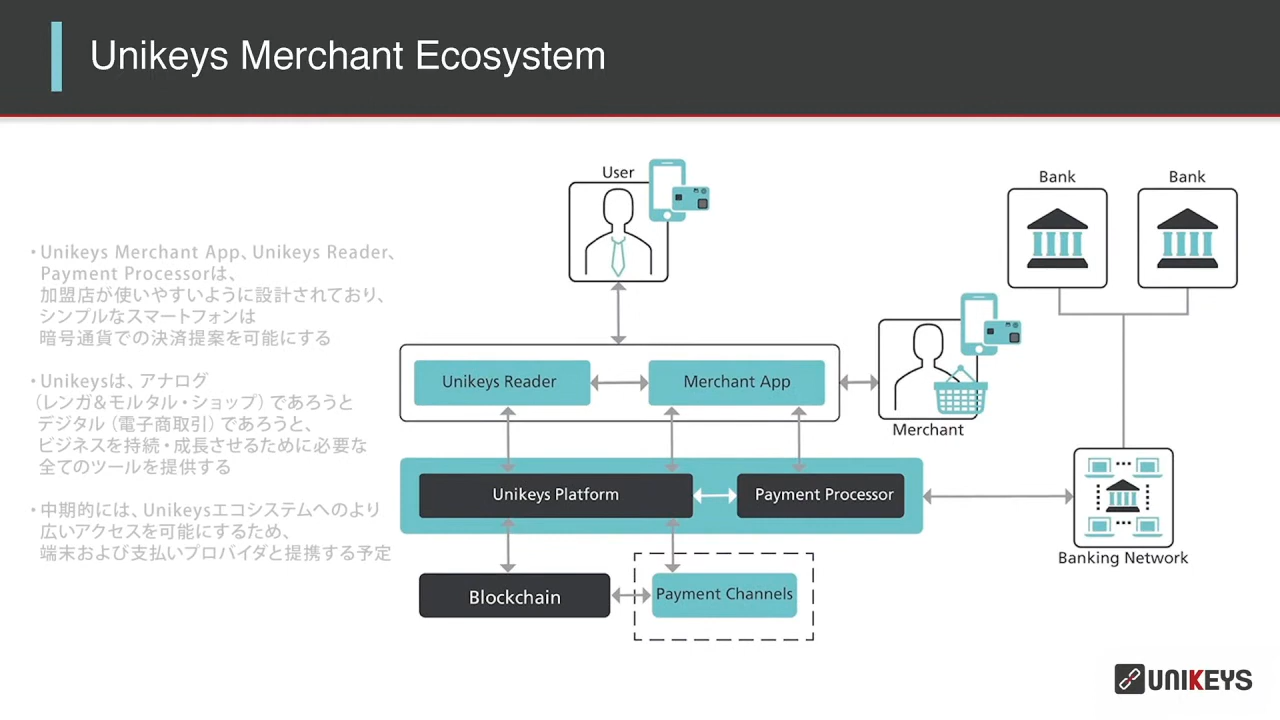 Unikeys Merchant Ecosystem
・Unikeys Merchant App、Unikeys Reader、
Payment Processorは、
加盟店が使いやすいように設計されており、
シンプルなスマートフォンは
暗号通貨での決済提案を可能にする
・Unikeysは、アナログ
（レンガ＆モルタル・ショップ）であろうと
デジタル（電子商取引）であろうと、
ビジネスを持続・成長させるために必要な
全てのツールを提供する
・中期的には、Unikeysエコシステムへのより
広いアクセスを可能にするため、
端末および支払いプロバイダと提携する予定
User
Bank
Bank
Unikeys Reader
Merchant App
Merchant
Unikeys Platform
Payment Processor
Banking Network
Blockchain
Payment Channels
UNIKEYS